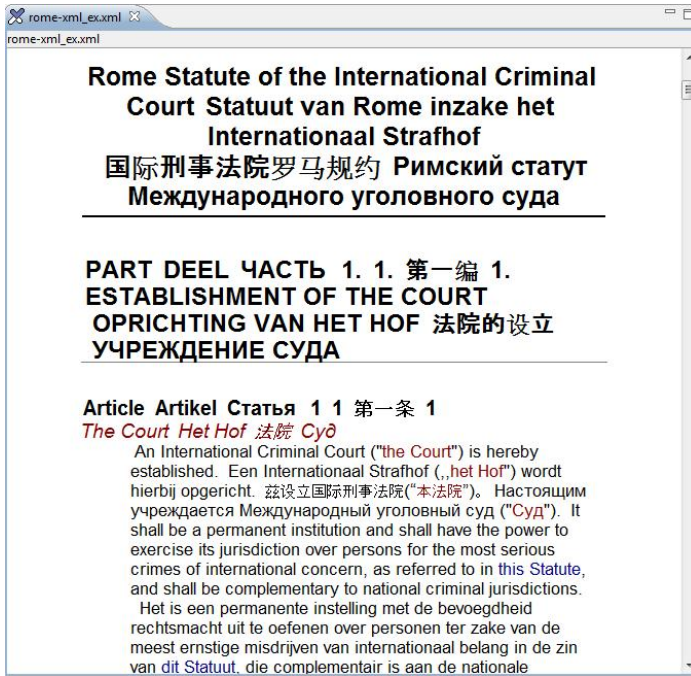 rome-xml_ex.xml
rome-xml_ex.xml
Rome Statute of the International Criminal
Court Statuut van Rome inzake het
Internationaal Strafhof
国际刑事法院罗马规约 Римский статут
Международного уголовного суда
PART DEEL ЧАСТЬ 1. 1. 第一编 1.
ESTABLISHMENT OF THE COURT
OPRICHTING VAN HET HOF 法院的设立
УЧРЕЖДЕНИЕ СУДА
Article Artikel Статья 1 1 第一条 1
The Court Het Hof 法院 Суд
An International Criminal Court ("the Court") is hereby
established. Een Internationaal Strafhof (,,het Hof") wordt
hierbij opgericht. 兹设立国际刑事法院(“本法院”)。 Настоящим
учреждается Международный уголовный суд ("Суд"). It
shall be a permanent institution and shall have the power to
exercise its jurisdiction over persons for the most serious
crimes of international concern, as referred to in this Statute,
and shall be complementary to national criminal jurisdictions.
Het is een permanente instelling met de bevoegdheid
rechtsmacht uit te oefenen over personen ter zake van de
meest ernstige misdrijven van internationaal belang in de zin
van dit Statuut, die complementair is aan de nationale